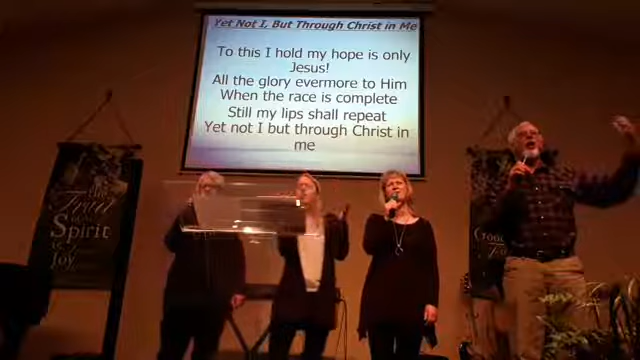 Yet Not I, But Through Christ in Me
To this I hold my hope is only
Jesus!
All the glory evermore to Him
When the race is complete
Still my lips shall repeat
Yet not I but through Christ in
me
Fruit
Spirit
is
Joy